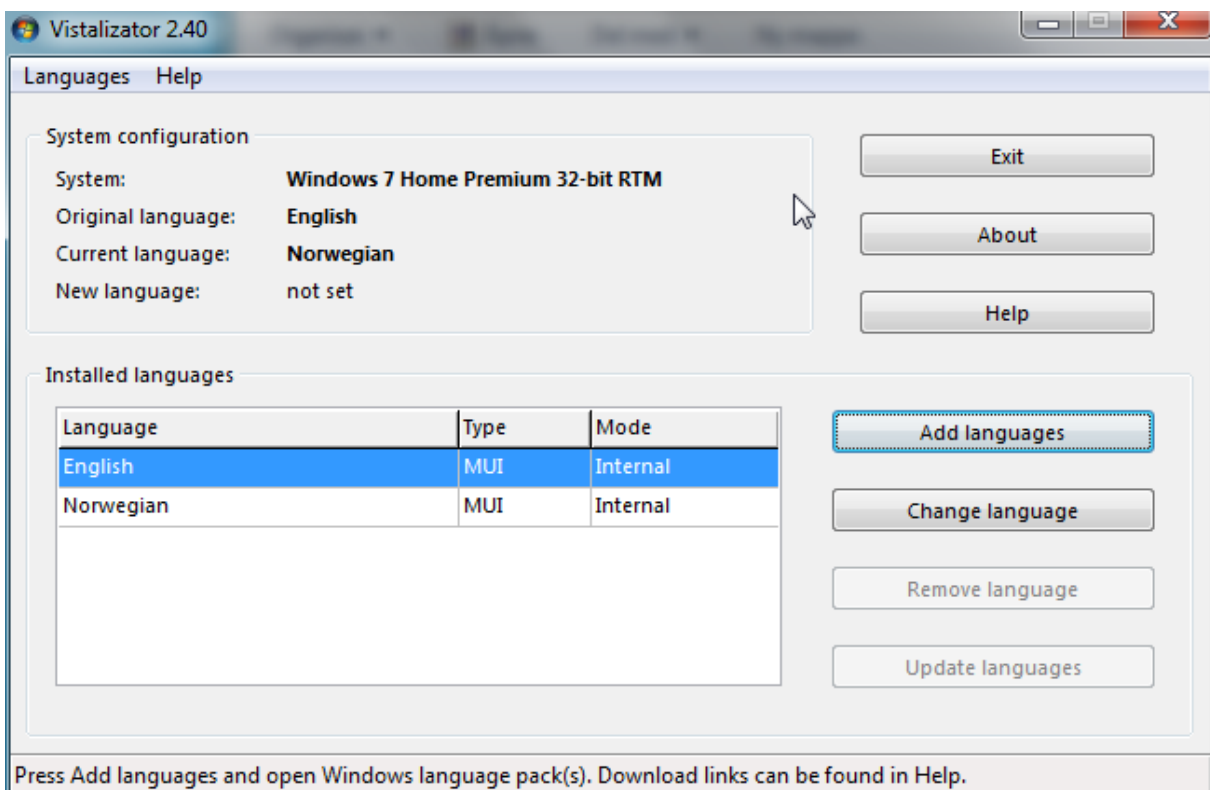 Vistalizator 2.40
Languages Help
System configuration
System: Windows 7 Home Premium 32-bit RTM
Original language: English
Current language: Norwegian
New language: not set
Exit
About
Help
Installed languages
Language Type Mode
English MUI Internal
Norwegian MUI Internal
Add languages
Change language
Remove language
Update languages
Press Add languages and open Windows language pack(s). Download links can be found in Help.